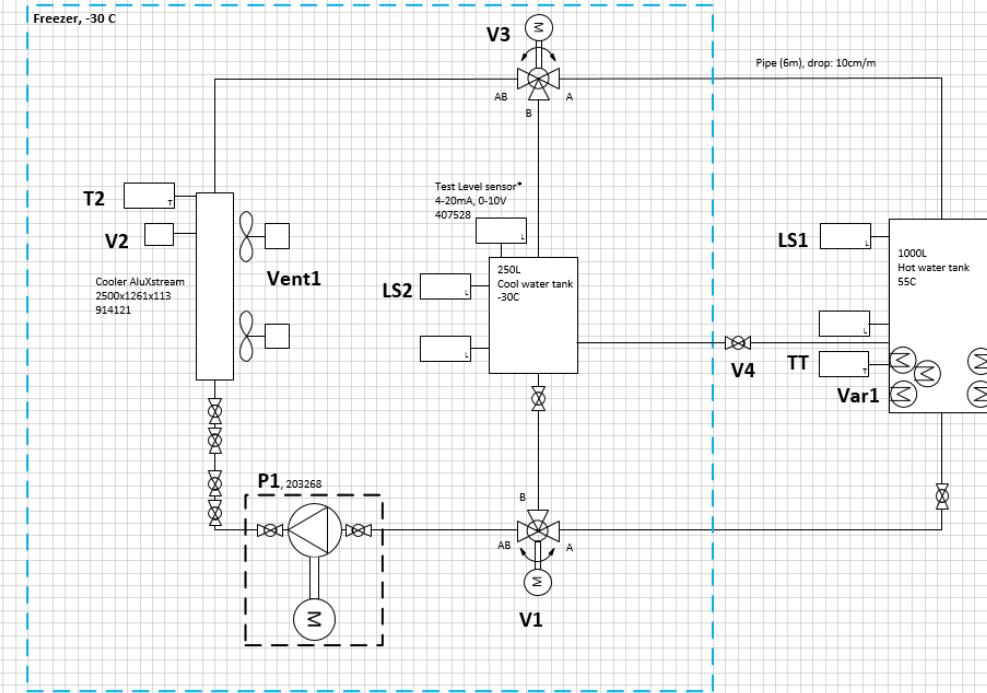 Freezer, -30 C
V3
M
Pipe (6m), drop: 10cm/m
AB
A
B
Test Level sensor*
4-20mA, 0-10V
407528
T2
T
L
V2
LS1
L
250L
Cool water tank
-30C
1000L
Hot water tank
55C
Vent1
Cooler AluXstream
2500x1261x113
914121
LS2
L
L
L
V4
TT
T
M
M
M
Var1
M
M
P1, 203268
B
AB
A
M
V1
M